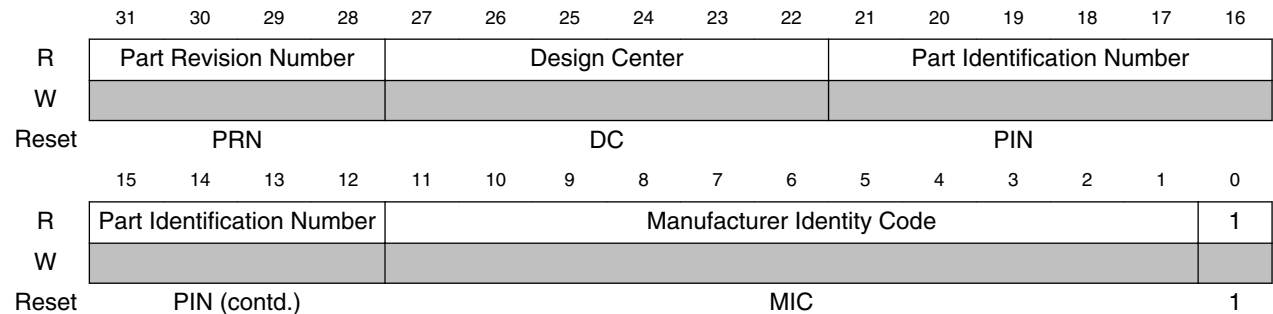 31 30 29 28 27 26 25 24 23 22 21 20 19 18 17 16
R Part Revision Number Design Center Part Identification Number
W
Reset PRN DC PIN
15 14 13 12 11 10 9 8 7 6 5 4 3 2 1 0
R Part Identification Number Manufacturer Identity Code 1
W
Reset PIN (contd.) MIC 1